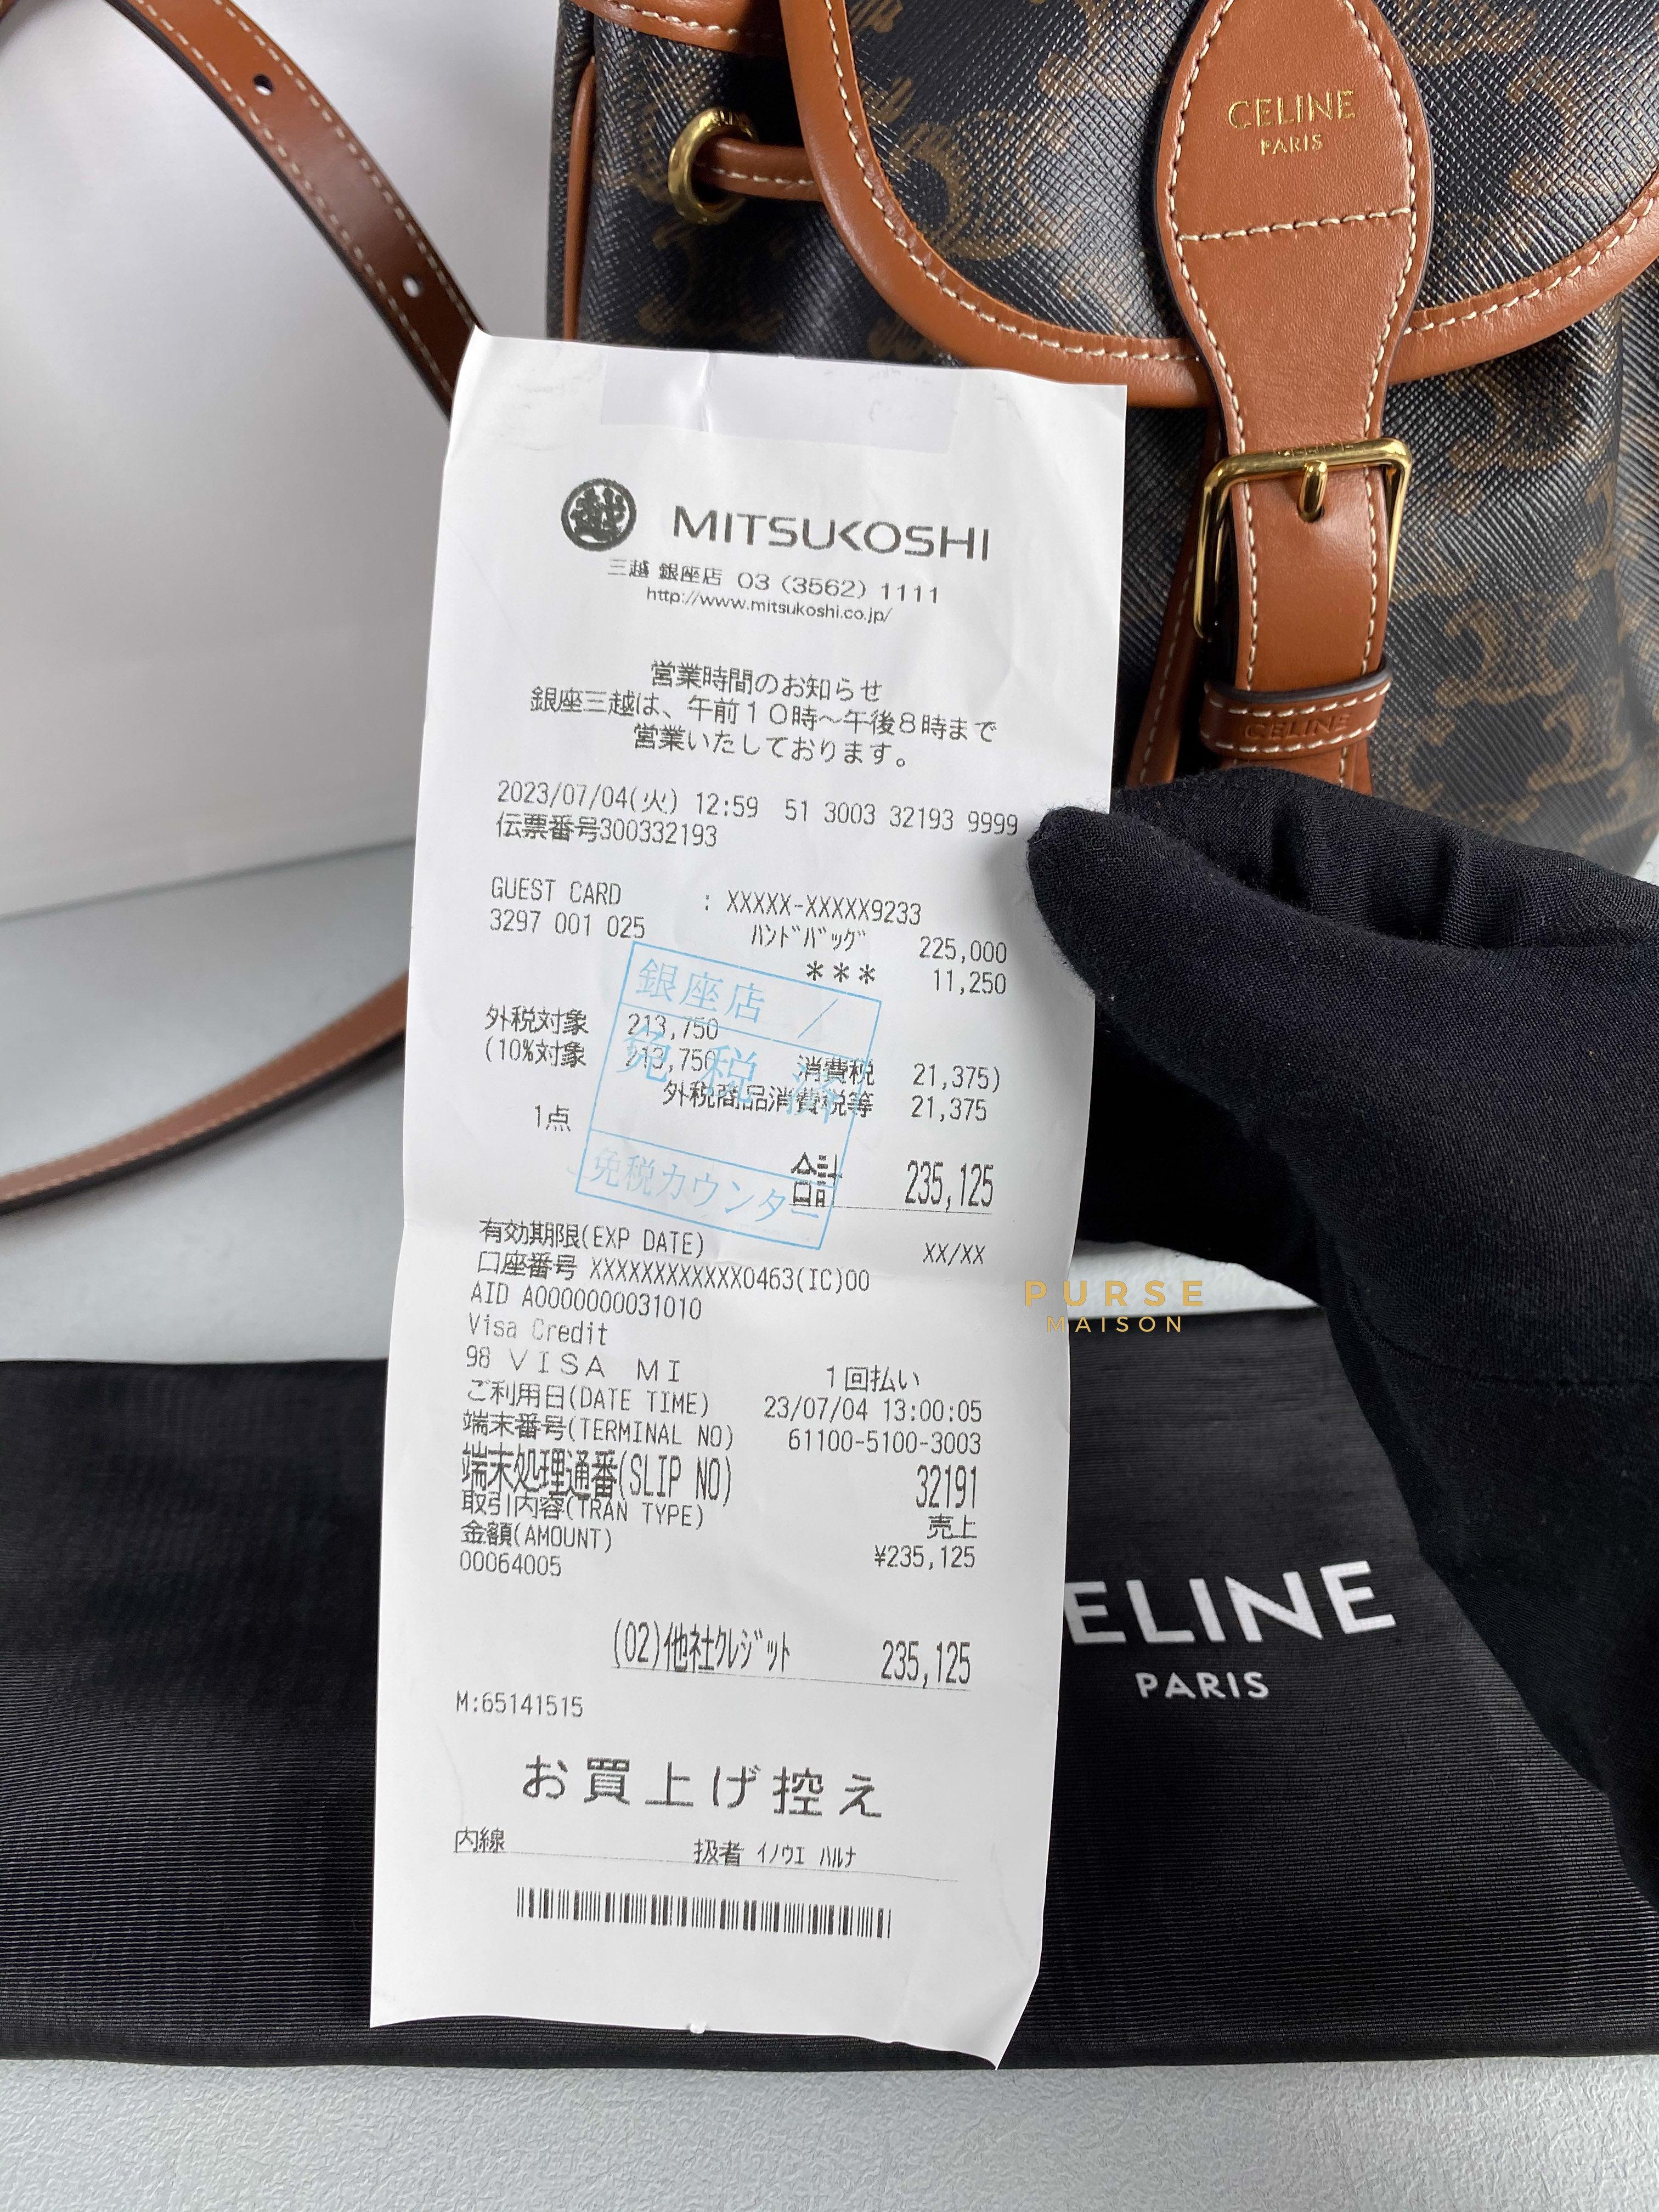 CELINE
PARIS
CELINE
MITSUKOSHI
三越 銀座店 03 (3562) 1111
http://www.mitsukoshi.co.jp/
営業時間のお知らせ
銀座三越は、午前10時～午後8時まで
営業いたしております。
2023/07/04(火) 12:59 51 3003 32193 9999
伝票番号300332193
GUEST CARD : XXXXX-XXXXX9233
3297 001 025 ﾊﾝﾄﾞﾊﾞｯｸﾞ 225,000
*** 11,250
銀座店 /
外税対象 213,750
免税済
(10%対象 213,750 消費税 21,375)
外税商品消費税等 21,375
1点
合計 235,125
免税カウンター
有効期限(EXP DATE) XX/XX
口座番号 XXXXXXXXXXXX0463(IC)00
AID A0000000031010
Visa Credit
98 VISA MI 1回払い
ご利用日(DATE TIME) 23/07/04 13:00:05
端末番号(TERMINAL NO) 61100-5100-3003
端末処理通番(SLIP NO) 32191
取引内容(TRAN TYPE) 売上
金額(AMOUNT) ¥235,125
00064005
(02)他社ｸﾚｼﾞｯﾄ 235,125
M:65141515
お買上げ控え
内線 扱者 ｲﾉｳｴ ﾊﾙﾅ
PURSE
MAISON
ELINE
PARIS